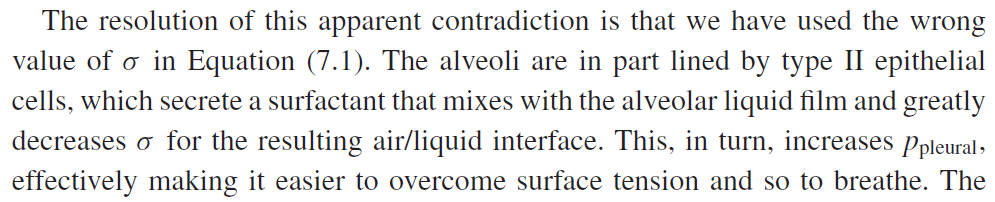 The resolution of this apparent contradiction is that we have used the wrong
value of σ in Equation (7.1). The alveoli are in part lined by type II epithelial
cells, which secrete a surfactant that mixes with the alveolar liquid film and greatly
decreases σ for the resulting air/liquid interface. This, in turn, increases p_pleural,
effectively making it easier to overcome surface tension and so to breathe. The